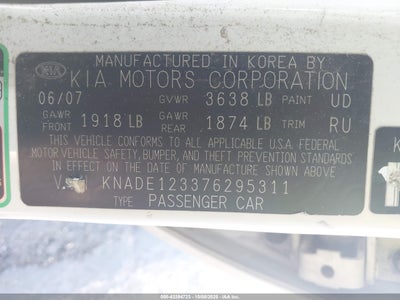 MANUFACTURED IN KOREA BY
KIA MOTORS CORPORATION
06/07 GVWR 3638 LB PAINT UD
GAWR FRONT 1918 LB GAWR REAR 1874 LB TRIM RU
THIS VEHICLE CONFORMS TO ALL APPLICABLE U.S.A. FEDERAL
MOTOR VEHICLE SAFETY, BUMPER, AND THEFT STANDARDS
IN EFFECT ON THE DATE OF MANUFACTURE SHOWN ABOVE
KNADE123376295311
TYPE PASSENGER CAR